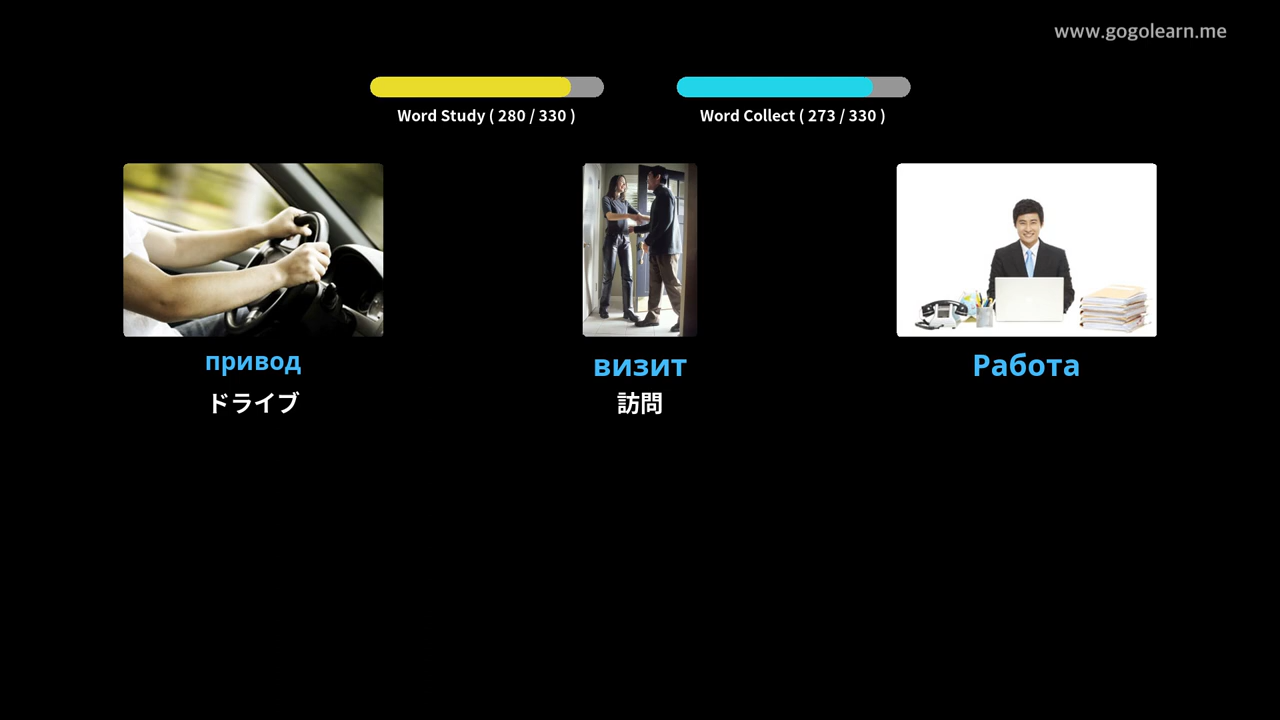 www.gogolearn.me
Word Study ( 280 / 330 )
Word Collect ( 273 / 330 )
привод
ドライブ
визит
訪問
Работа